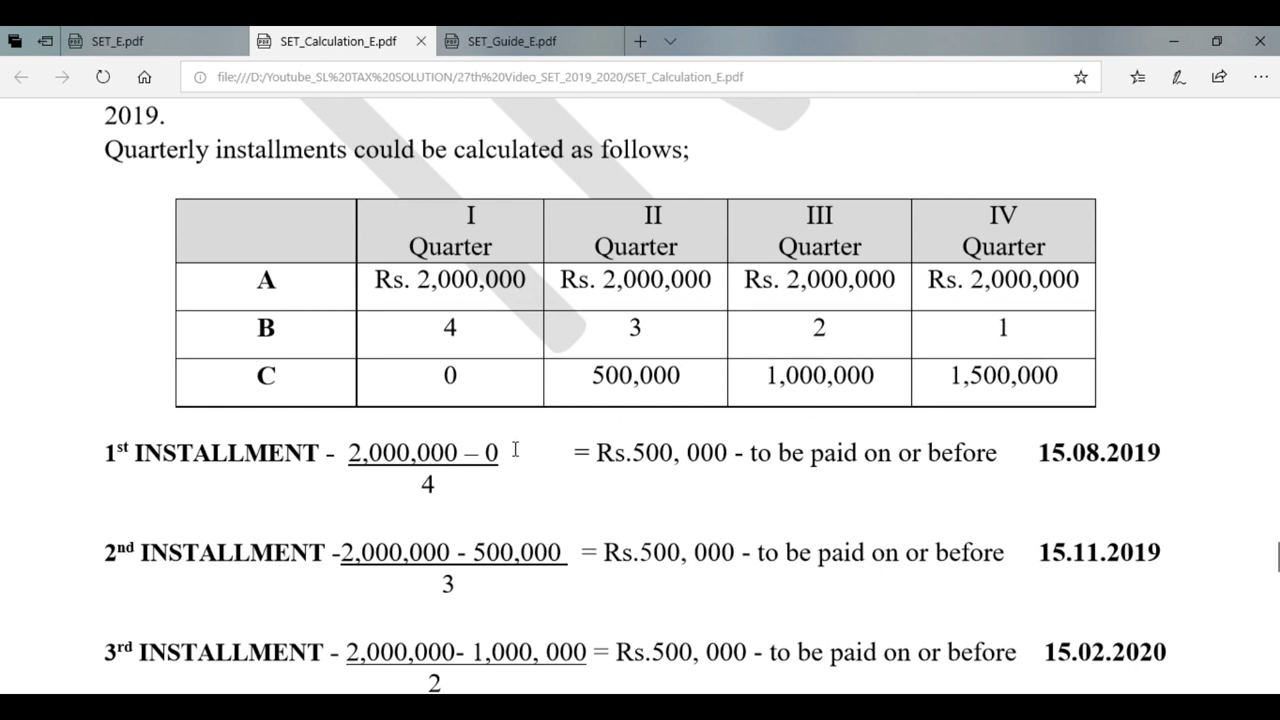 SET_E.pdf SET_Calculation_E.pdf SET_Guide_E.pdf
file:///D:/Youtube_SL%20TAX%20SOLUTION/27th%20Video_SET_2019_2020/SET_Calculation_E.pdf
2019.
Quarterly installments could be calculated as follows;
I II III IV
Quarter Quarter Quarter Quarter
A Rs. 2,000,000 Rs. 2,000,000 Rs. 2,000,000 Rs. 2,000,000
B 4 3 2 1
C 0 500,000 1,000,000 1,500,000
1st INSTALLMENT - 2,000,000 – 0 = Rs.500, 000 - to be paid on or before 15.08.2019
4
2nd INSTALLMENT -2,000,000 - 500,000 = Rs.500, 000 - to be paid on or before 15.11.2019
3
3rd INSTALLMENT - 2,000,000- 1,000, 000 = Rs.500, 000 - to be paid on or before 15.02.2020
2